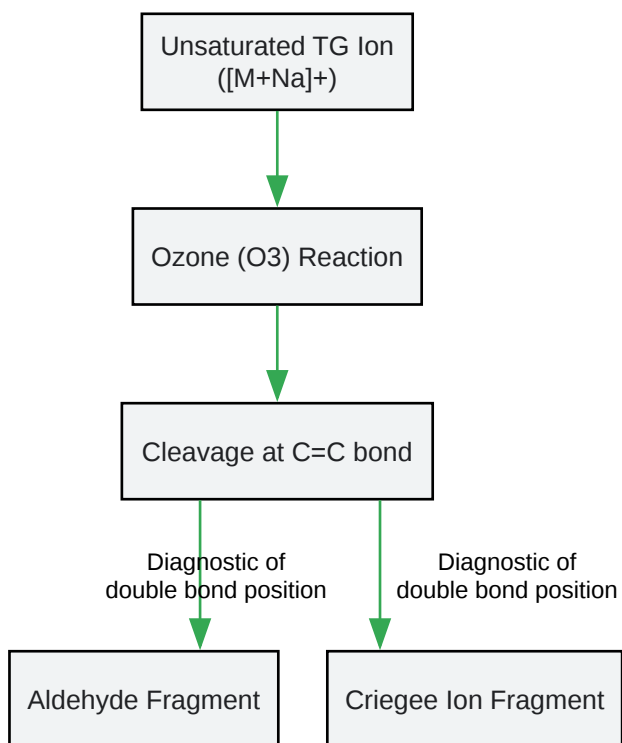 Unsaturated TG Ion
([M+Na]+)
Ozone (O3) Reaction
Cleavage at C=C bond
Diagnostic of
double bond position
Diagnostic of
double bond position
Aldehyde Fragment
Criegee Ion Fragment